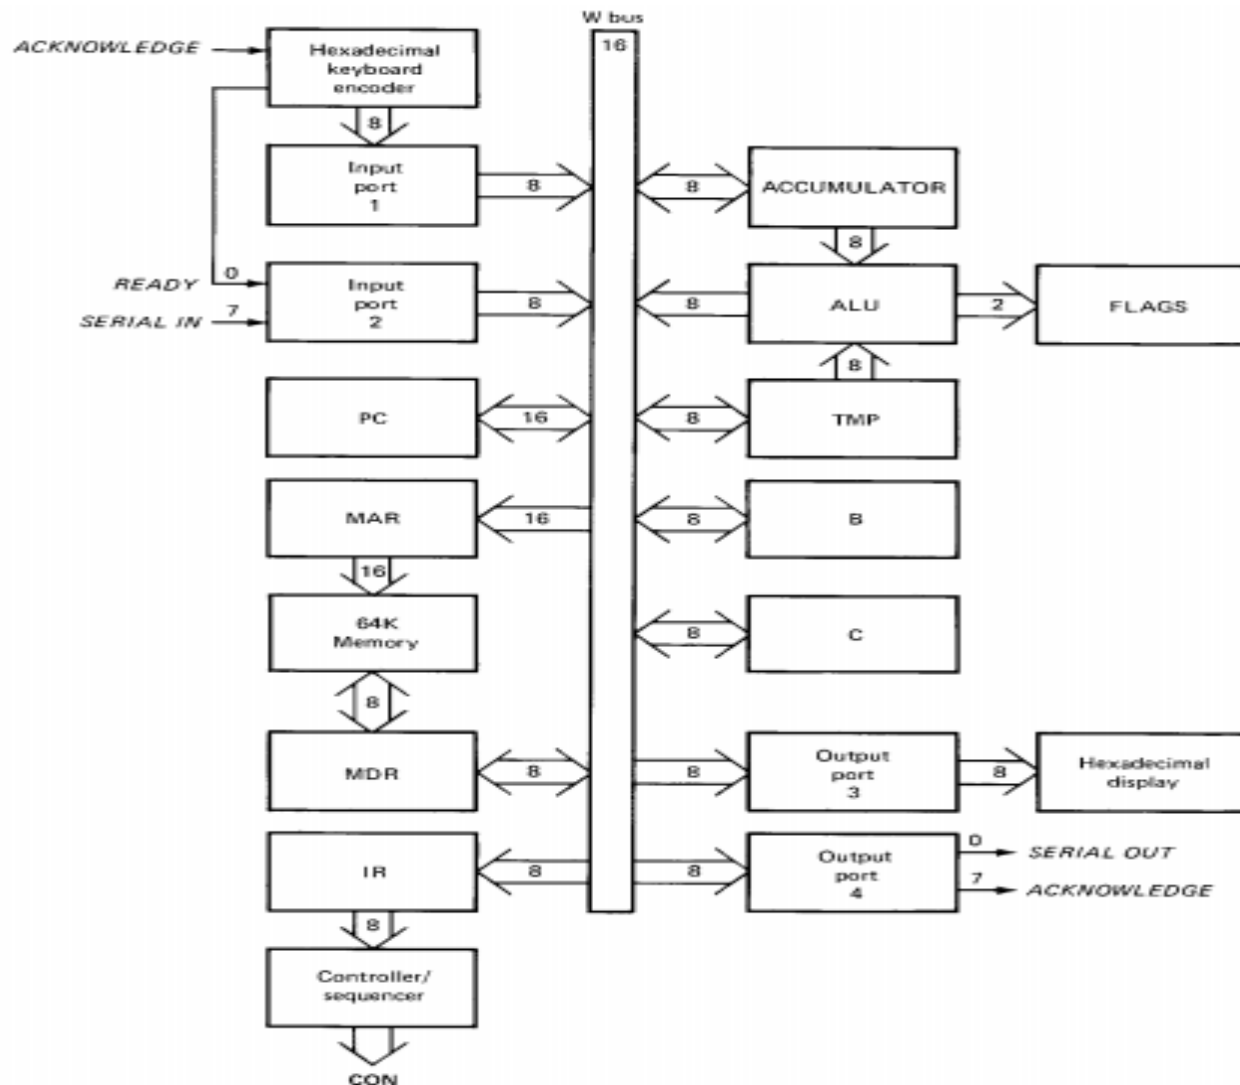 W bus
16
ACKNOWLEDGE
Hexadecimal
keyboard
encoder
8
Input
port
1
8
8
ACCUMULATOR
8
READY
0
SERIAL IN
7
Input
port
2
8
8
ALU
2
FLAGS
8
PC
16
8
TMP
MAR
16
8
B
16
64K
Memory
8
C
8
MDR
8
8
Output
port
3
8
Hexadecimal
display
IR
8
8
Output
port
4
0
SERIAL OUT
7
ACKNOWLEDGE
8
Controller/
sequencer
CON